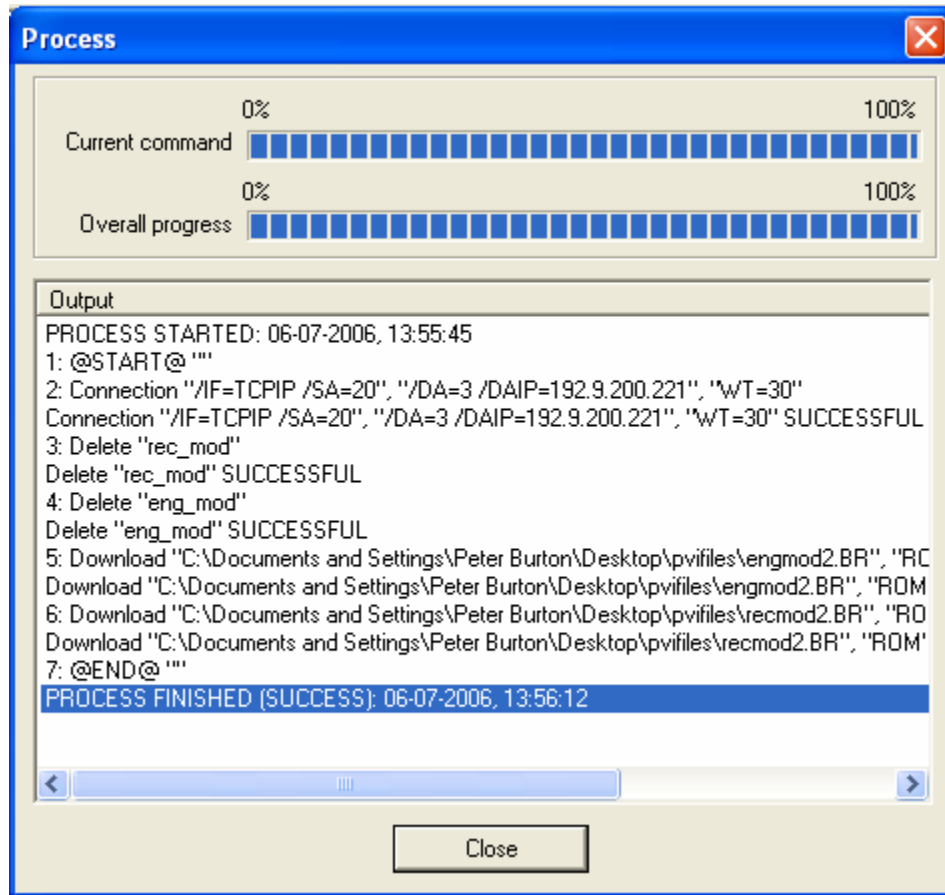 Process
0% 100%
Current command
0% 100%
Overall progress
Output
PROCESS STARTED: 06-07-2006, 13:55:45
1: @START@ ""
2: Connection "/IF=TCPIP /SA=20", "/DA=3 /DAIP=192.9.200.221", "WT=30"
Connection "/IF=TCPIP /SA=20", "/DA=3 /DAIP=192.9.200.221", "WT=30" SUCCESSFUL
3: Delete "rec_mod"
Delete "rec_mod" SUCCESSFUL
4: Delete "eng_mod"
Delete "eng_mod" SUCCESSFUL
5: Download "C:\Documents and Settings\Peter Burton\Desktop\pvifiles\engmod2.BR", "RO
Download "C:\Documents and Settings\Peter Burton\Desktop\pvifiles\engmod2.BR", "ROM
6: Download "C:\Documents and Settings\Peter Burton\Desktop\pvifiles\recmod2.BR", "RO
Download "C:\Documents and Settings\Peter Burton\Desktop\pvifiles\recmod2.BR", "ROM"
7: @END@ ""
PROCESS FINISHED (SUCCESS): 06-07-2006, 13:56:12
Close